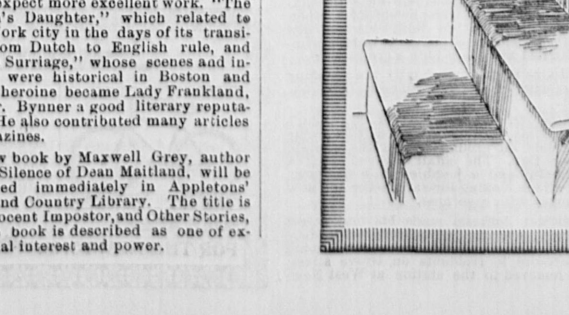 expect more excellent work. "The
's Daughter," which related to
ork city in the days of its transi-
om Dutch to English rule, and
Surriage," whose scenes and in-
were historical in Boston and
heroine became Lady Frankland,
. Bynner a good literary reputa-
He also contributed many articles
azines.
w book by Maxwell Grey, author
Silence of Dean Maitland, will be
ed immediately in Appletons'
nd Country Library. The title is
ocent Impostor, and Other Stories,
book is described as one of ex-
al interest and power.